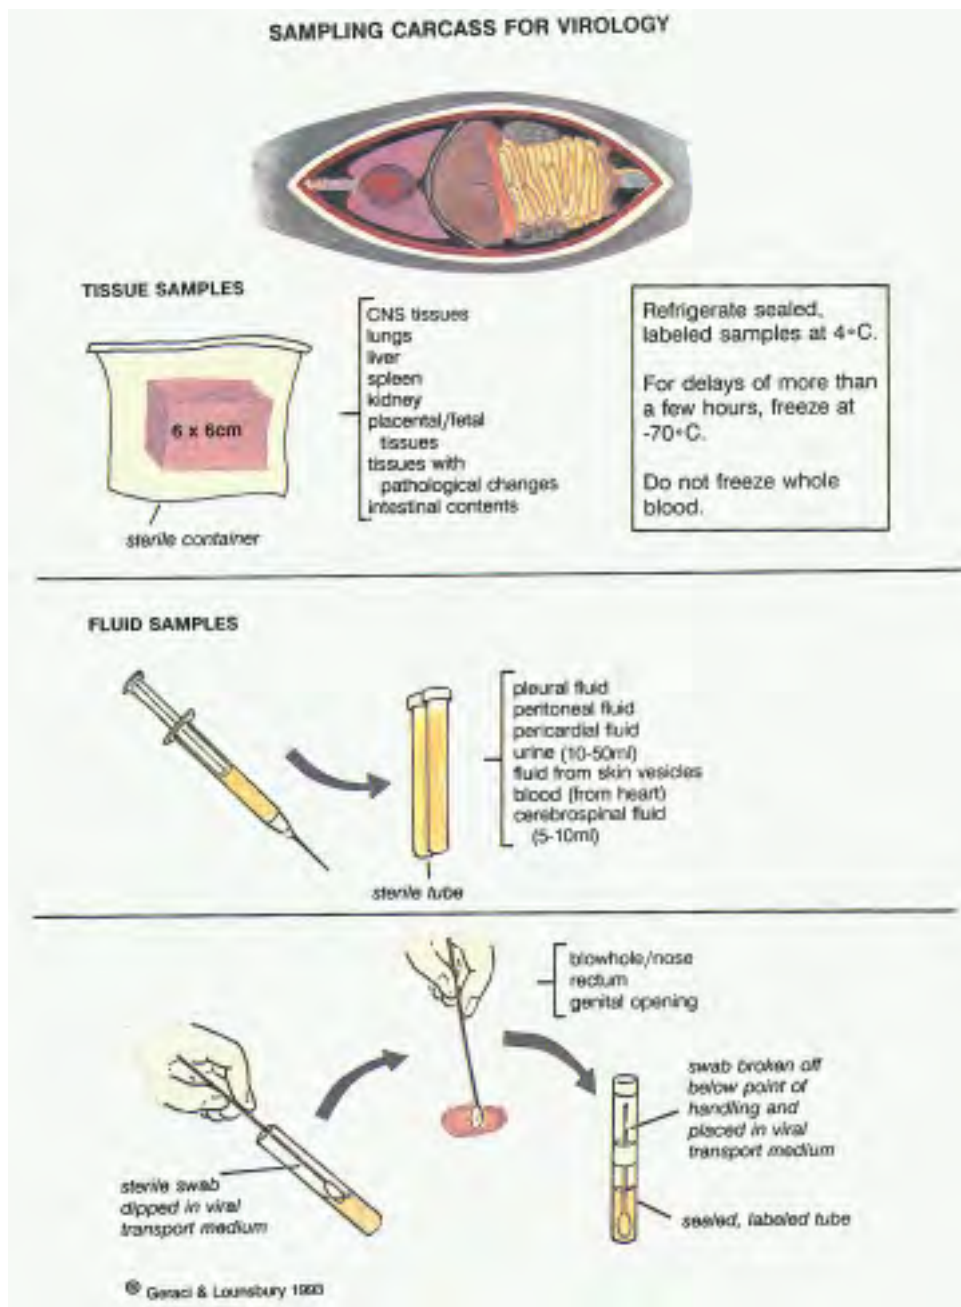 SAMPLING CARCASS FOR VIROLOGY
TISSUE SAMPLES
6 x 6cm
sterile container
CNS tissues
lungs
liver
spleen
kidney
placental/fetal
tissues
tissues with
pathological changes
intestinal contents
Refrigerate sealed,
labeled samples at 4°C.
For delays of more than
a few hours, freeze at
-70°C.
Do not freeze whole
blood.
FLUID SAMPLES
sterile tube
pleural fluid
peritoneal fluid
pericardial fluid
urine (10-50ml)
fluid from skin vesicles
blood (from heart)
cerebrospinal fluid
(5-10ml)
blowhole/nose
rectum
genital opening
sterile swab
dipped in viral
transport medium
swab broken off
below point of
handling and
placed in viral
transport medium
sealed, labeled tube
© Geraci & Lounsbury 1993